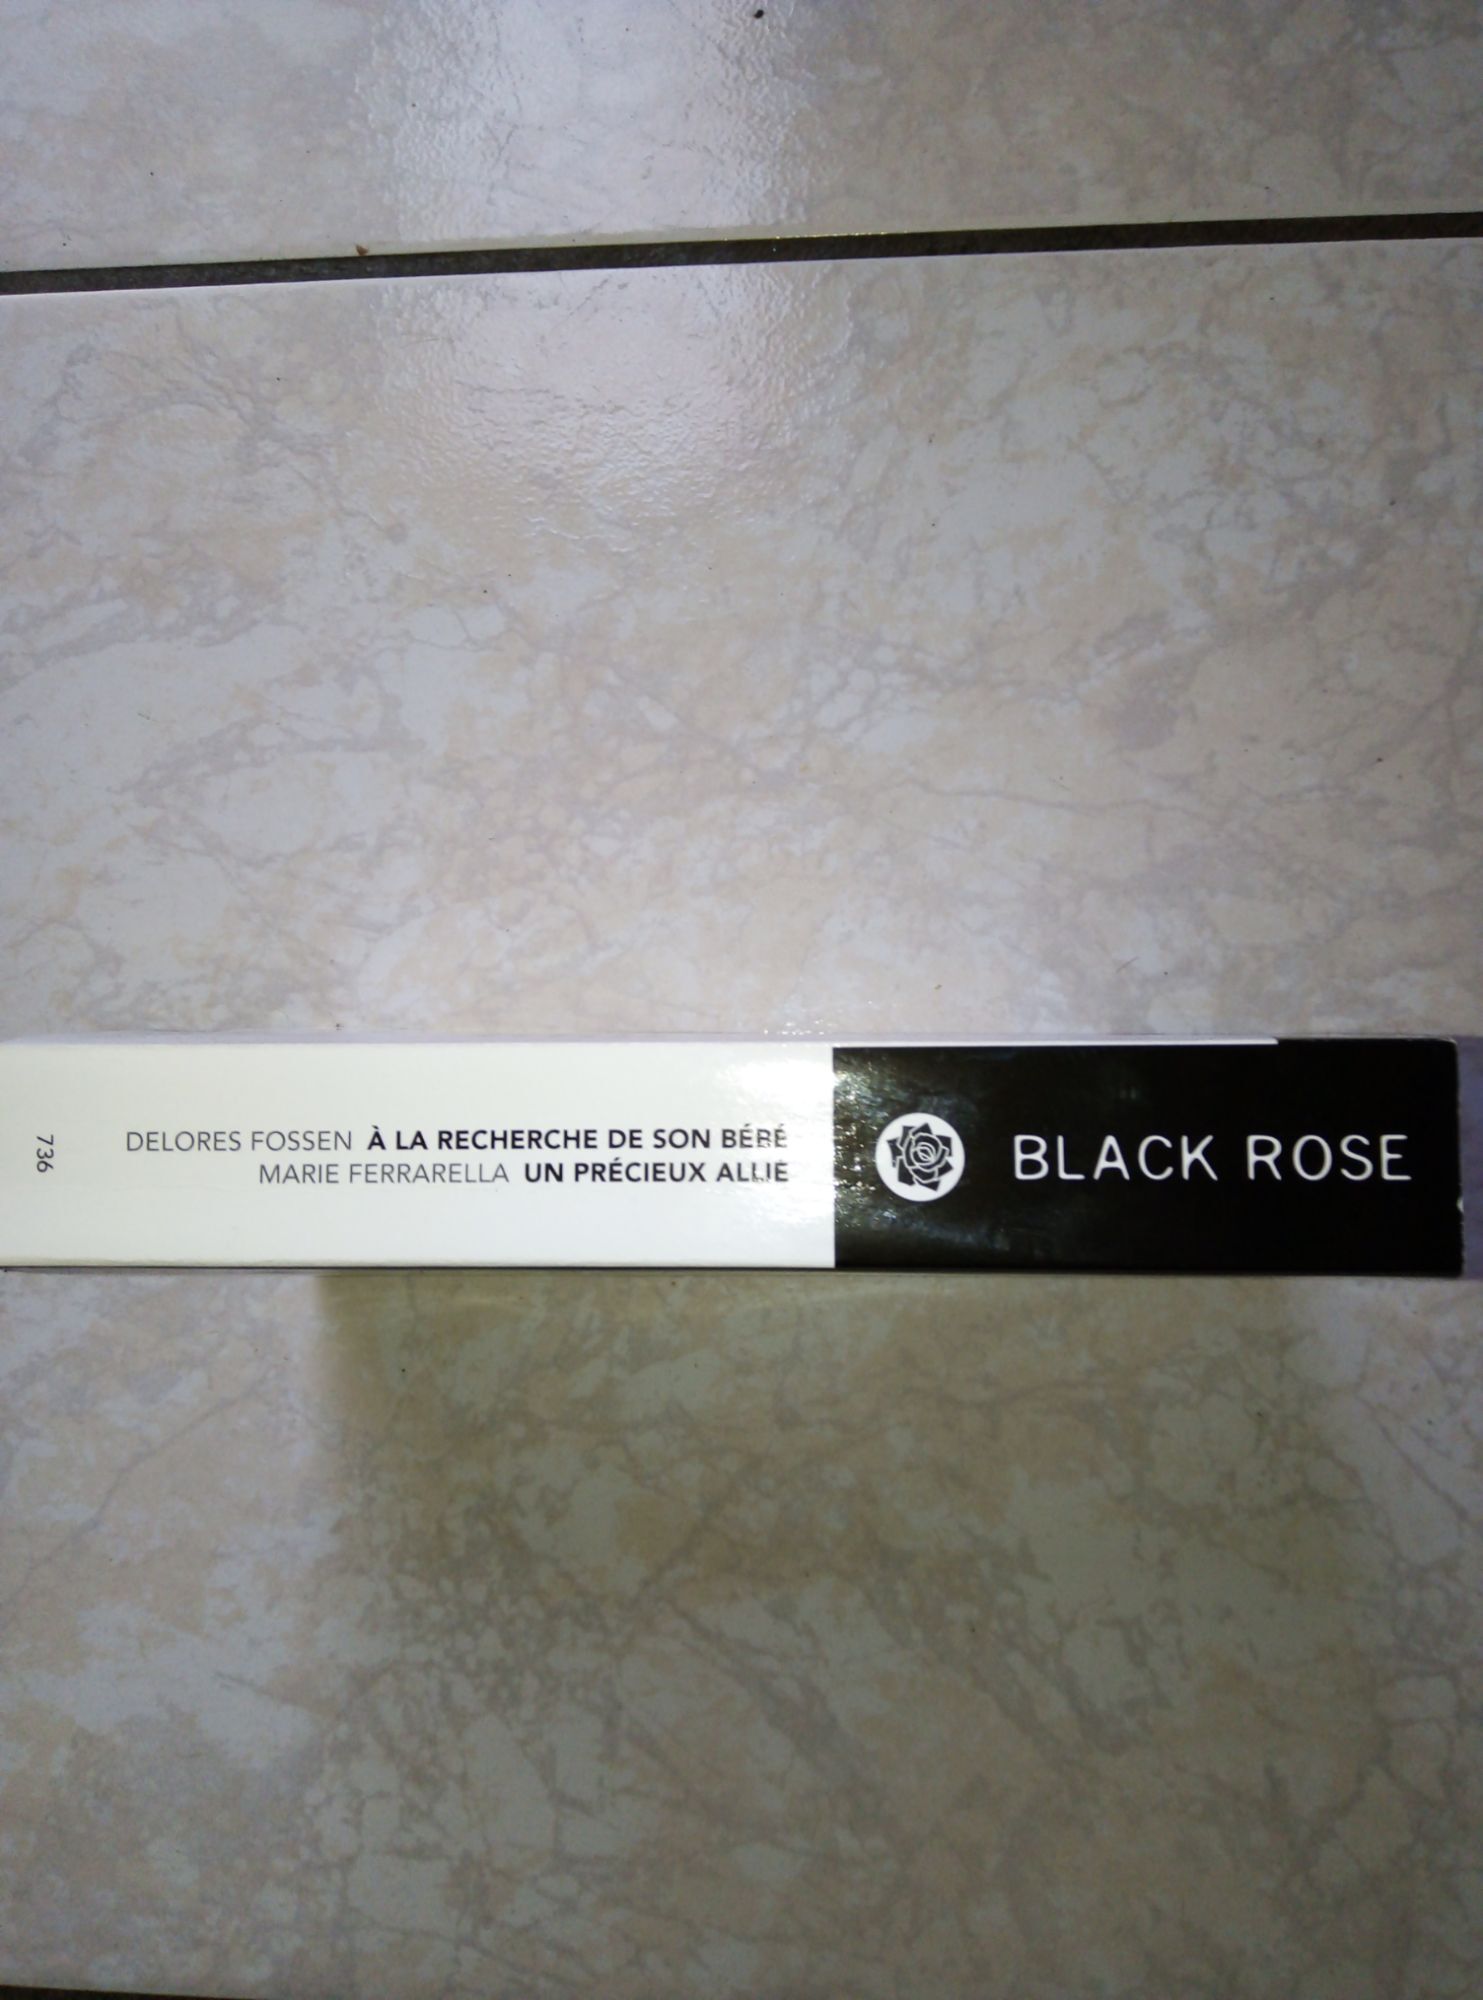 DELORES FOSSEN À LA RECHERCHE DE SON BÉBÉ
MARIE FERRARELLA UN PRÉCIEUX ALLIÉ
BLACK ROSE
736